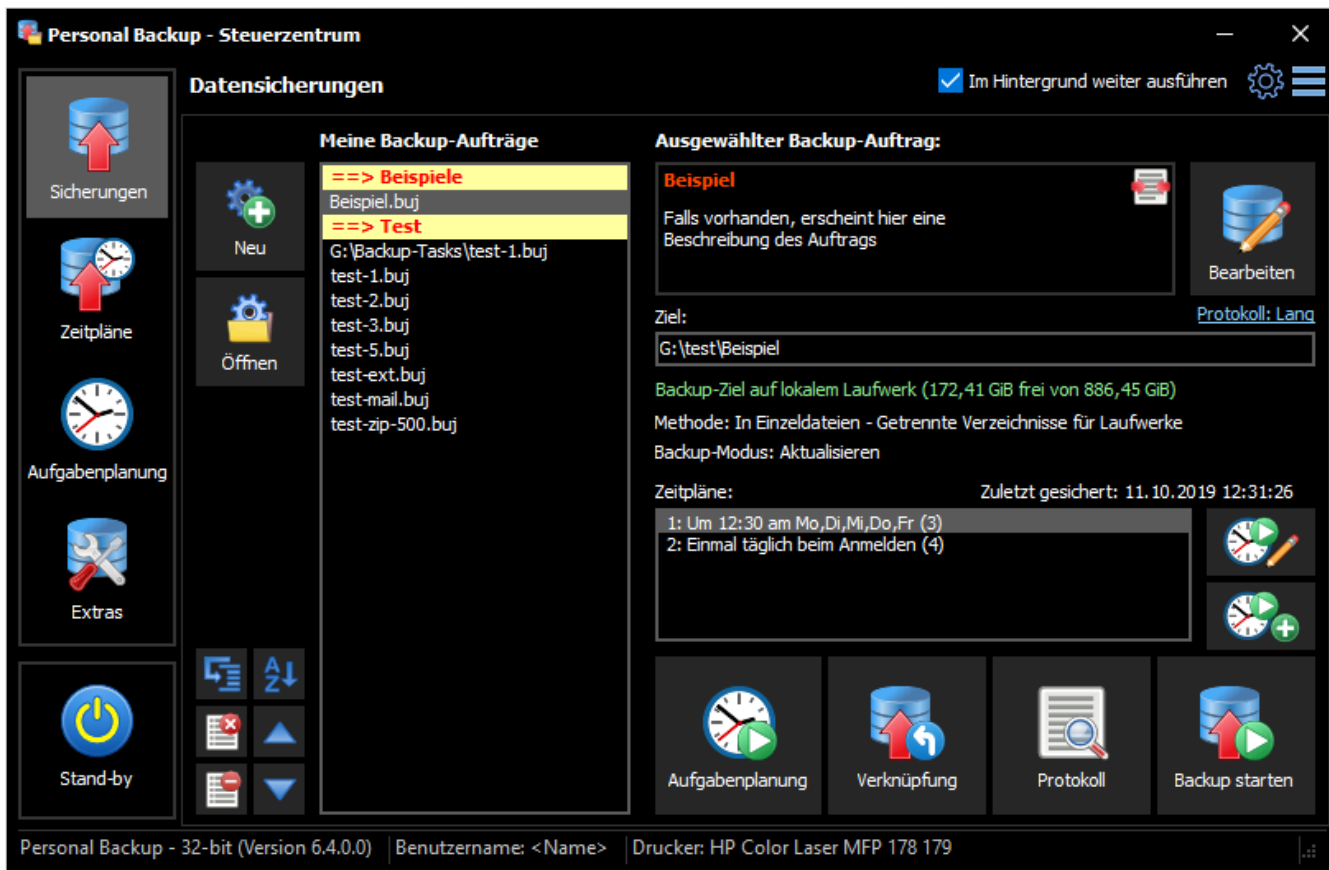 Personal Backup - Steuerzentrum
Datensicherungen
Im Hintergrund weiter ausführen
Sicherungen
Zeitpläne
Aufgabenplanung
Extras
Stand-by
Neu
Öffnen
Meine Backup-Aufträge
==> Beispiele
Beispiel.buj
==> Test
G:\Backup-Tasks\test-1.buj
test-1.buj
test-2.buj
test-3.buj
test-5.buj
test-ext.buj
test-mail.buj
test-zip-500.buj
A
Z
Ausgewählter Backup-Auftrag:
Beispiel
Falls vorhanden, erscheint hier eine
Beschreibung des Auftrags
Bearbeiten
Ziel:
Protokoll: Lang
G:\test\Beispiel
Backup-Ziel auf lokalem Laufwerk (172,41 GiB frei von 886,45 GiB)
Methode: In Einzeldateien - Getrennte Verzeichnisse für Laufwerke
Backup-Modus: Aktualisieren
Zeitpläne:
Zuletzt gesichert: 11.10.2019 12:31:26
1: Um 12:30 am Mo,Di,Mi,Do,Fr (3)
2: Einmal täglich beim Anmelden (4)
Aufgabenplanung
Verknüpfung
Protokoll
Backup starten
Personal Backup - 32-bit (Version 6.4.0.0)
Benutzername: <Name>
Drucker: HP Color Laser MFP 178 179